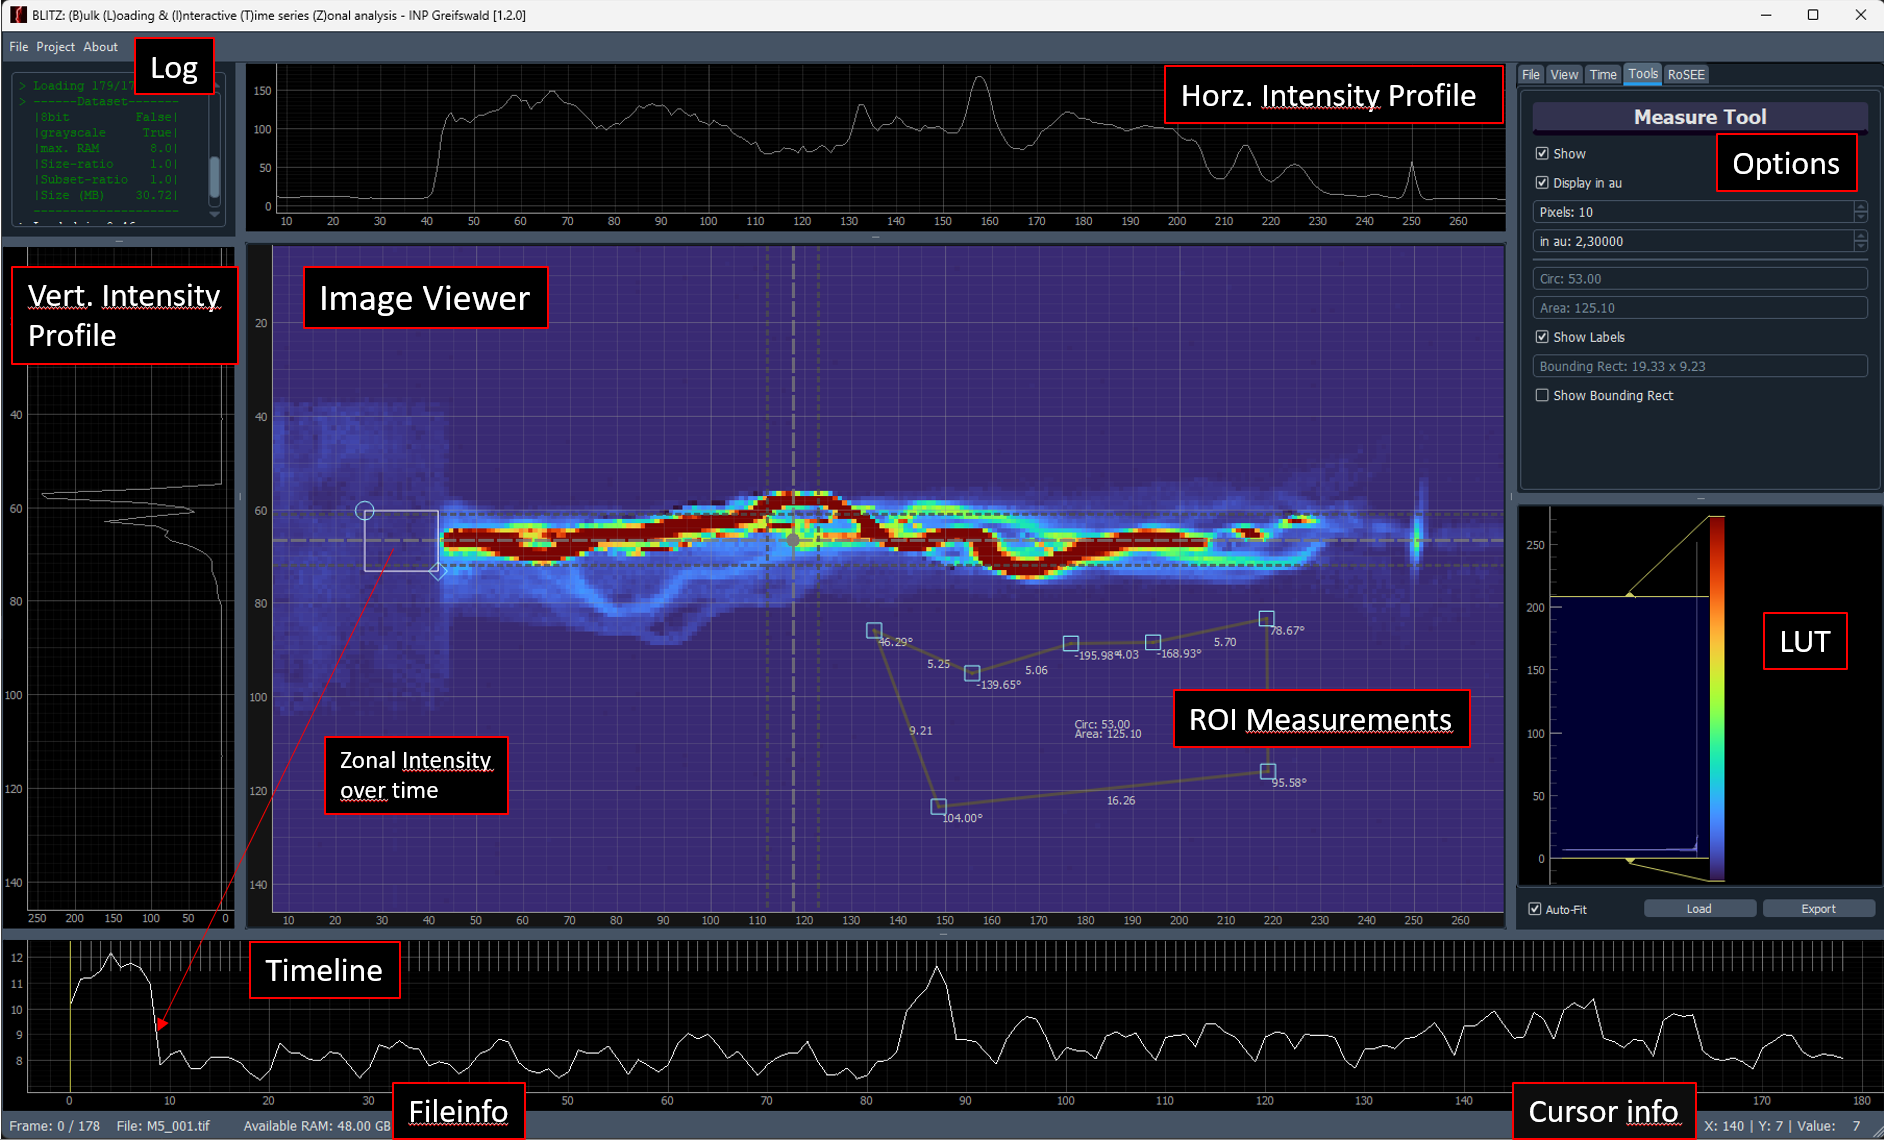 BLITZ: (B)ulk (L)oading & (I)nteractive (T)ime series (Z)onal analysis - INP Greifswald [1.2.0]
File Project About
Log
> Loading 179/17
> ------Dataset-------
|8bit False|
|grayscale True|
|max. RAM 8.0|
|Size-ratio 1.0|
|Subset-ratio 1.0|
|Size (MB) 30.72|
Horz. Intensity Profile
150
100
50
0
10 20 30 40 50 60 70 80 90 100 110 120 130 140 150 160 170 180 190 200 210 220 230 240 250 260
Vert. Intensity
Profile
40
60
80
100
120
140
250 200 150 100 50 0
Image Viewer
20
40
60
80
100
120
140
10 20 30 40 50 60 70 80 90 100 110 120 130 140 150 160 170 180 190 200 210 220 230 240 250 260
46.29°
5.25
-139.65°
5.06
-195.98°
4.03
-168.93°
5.70
78.67°
9.21
Circ: 53.00
Area: 125.10
95.58°
16.26
104.00°
ROI Measurements
Zonal Intensity
over time
File View Time Tools RoSEE
Measure Tool
Show
Options
Display in au
Pixels: 10
in au: 2,30000
Circ: 53.00
Area: 125.10
Show Labels
Bounding Rect: 19.33 x 9.23
Show Bounding Rect
250
200
150
100
50
0
LUT
Auto-Fit Load Export
Timeline
12
11
10
9
8
0 10 20 30 50 60 70 80 90 100 110 120 130 140 170 180
Fileinfo
Cursor info
Frame: 0 / 178 File: M5_001.tif Available RAM: 48.00 GB
X: 140 | Y: 7 | Value: 7